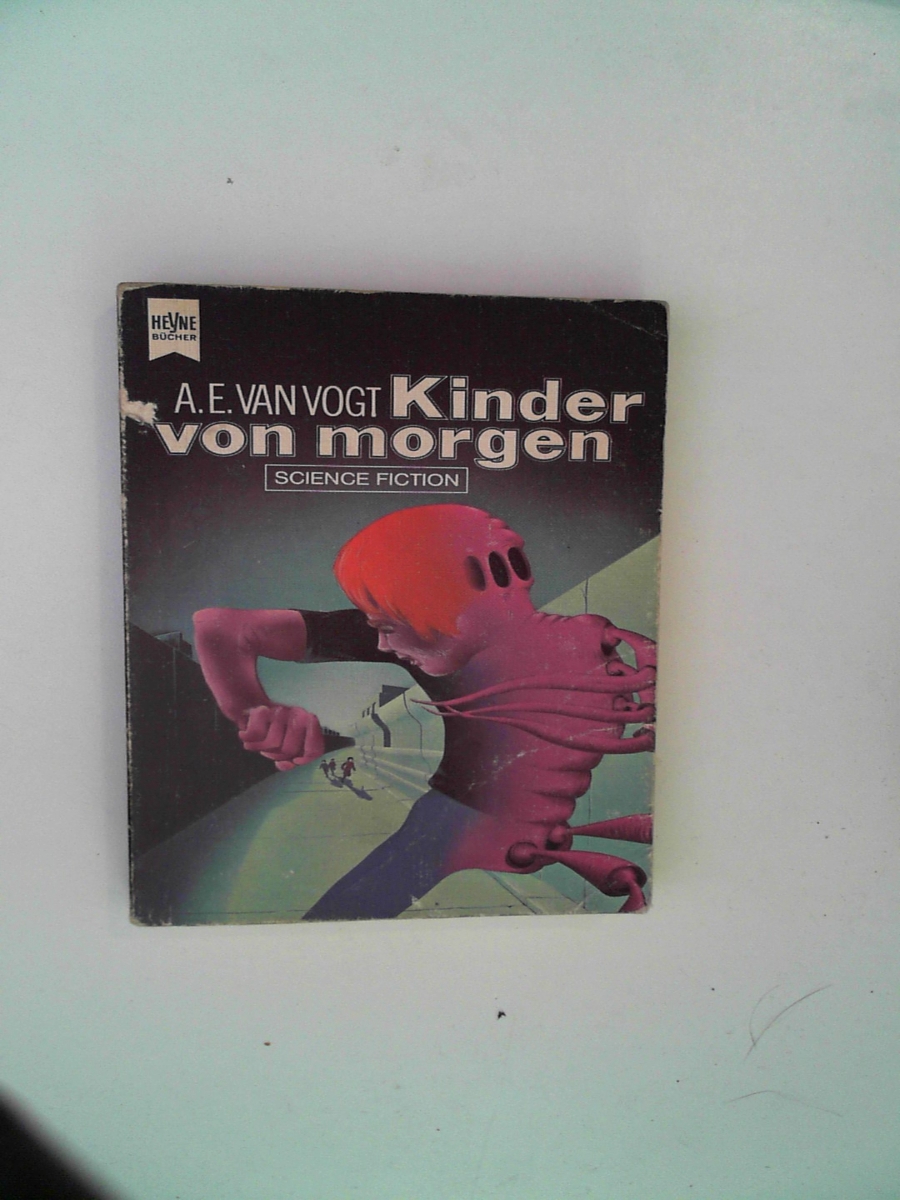 HEYNE
BÜCHER
A.E. VAN VOGT Kinder
von morgen
SCIENCE FICTION